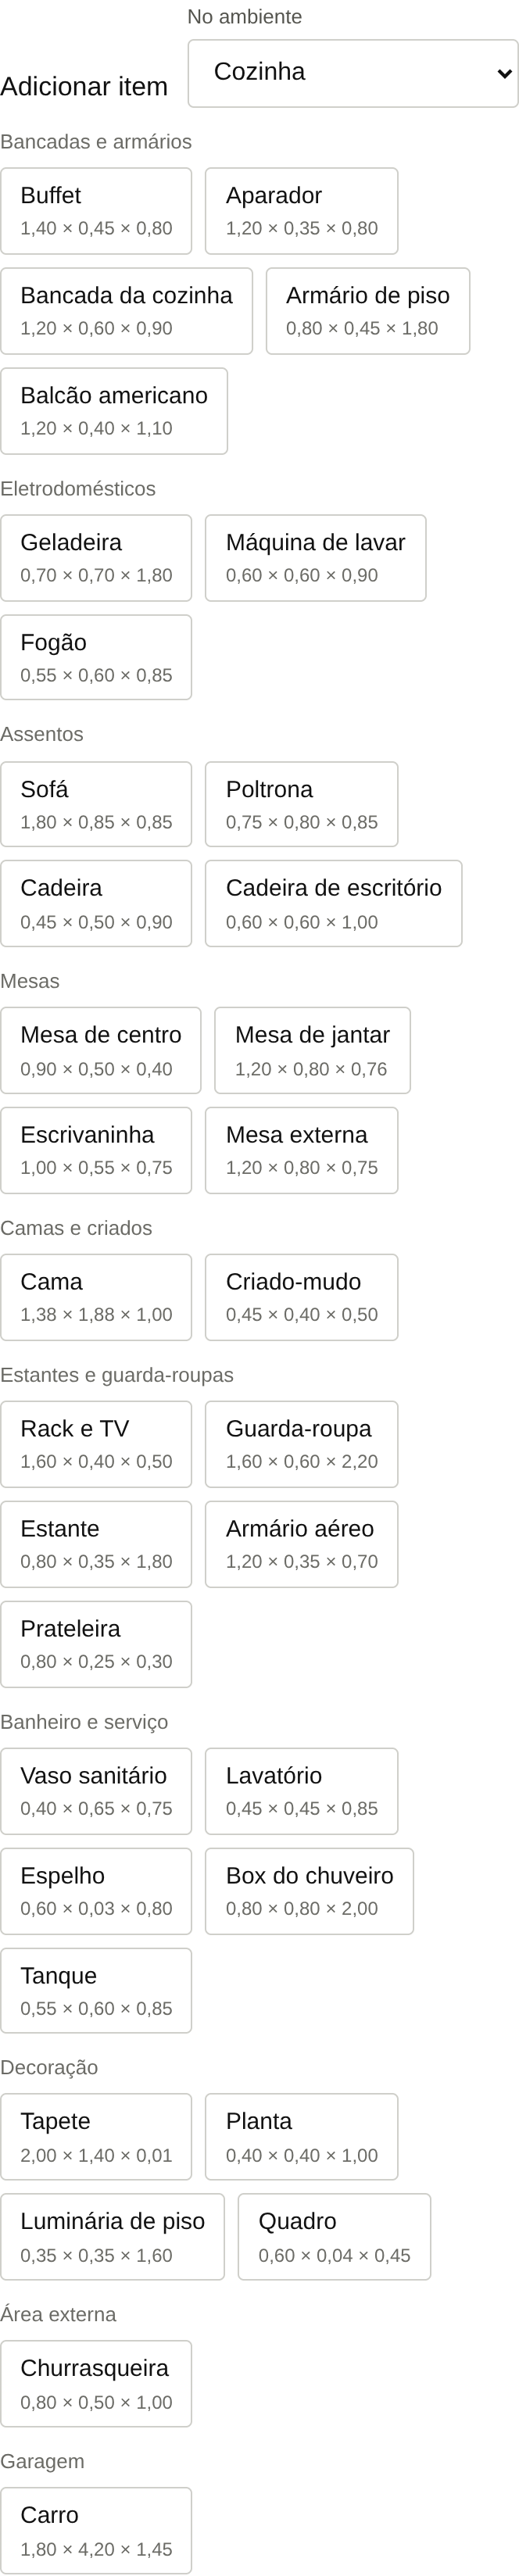 No ambiente
Adicionar item
Cozinha
Bancadas e armários
Buffet
1,40 × 0,45 × 0,80
Aparador
1,20 × 0,35 × 0,80
Bancada da cozinha
1,20 × 0,60 × 0,90
Armário de piso
0,80 × 0,45 × 1,80
Balcão americano
1,20 × 0,40 × 1,10
Eletrodomésticos
Geladeira
0,70 × 0,70 × 1,80
Máquina de lavar
0,60 × 0,60 × 0,90
Fogão
0,55 × 0,60 × 0,85
Assentos
Sofá
1,80 × 0,85 × 0,85
Poltrona
0,75 × 0,80 × 0,85
Cadeira
0,45 × 0,50 × 0,90
Cadeira de escritório
0,60 × 0,60 × 1,00
Mesas
Mesa de centro
0,90 × 0,50 × 0,40
Mesa de jantar
1,20 × 0,80 × 0,76
Escrivaninha
1,00 × 0,55 × 0,75
Mesa externa
1,20 × 0,80 × 0,75
Camas e criados
Cama
1,38 × 1,88 × 1,00
Criado-mudo
0,45 × 0,40 × 0,50
Estantes e guarda-roupas
Rack e TV
1,60 × 0,40 × 0,50
Guarda-roupa
1,60 × 0,60 × 2,20
Estante
0,80 × 0,35 × 1,80
Armário aéreo
1,20 × 0,35 × 0,70
Prateleira
0,80 × 0,25 × 0,30
Banheiro e serviço
Vaso sanitário
0,40 × 0,65 × 0,75
Lavatório
0,45 × 0,45 × 0,85
Espelho
0,60 × 0,03 × 0,80
Box do chuveiro
0,80 × 0,80 × 2,00
Tanque
0,55 × 0,60 × 0,85
Decoração
Tapete
2,00 × 1,40 × 0,01
Planta
0,40 × 0,40 × 1,00
Luminária de piso
0,35 × 0,35 × 1,60
Quadro
0,60 × 0,04 × 0,45
Área externa
Churrasqueira
0,80 × 0,50 × 1,00
Garagem
Carro
1,80 × 4,20 × 1,45